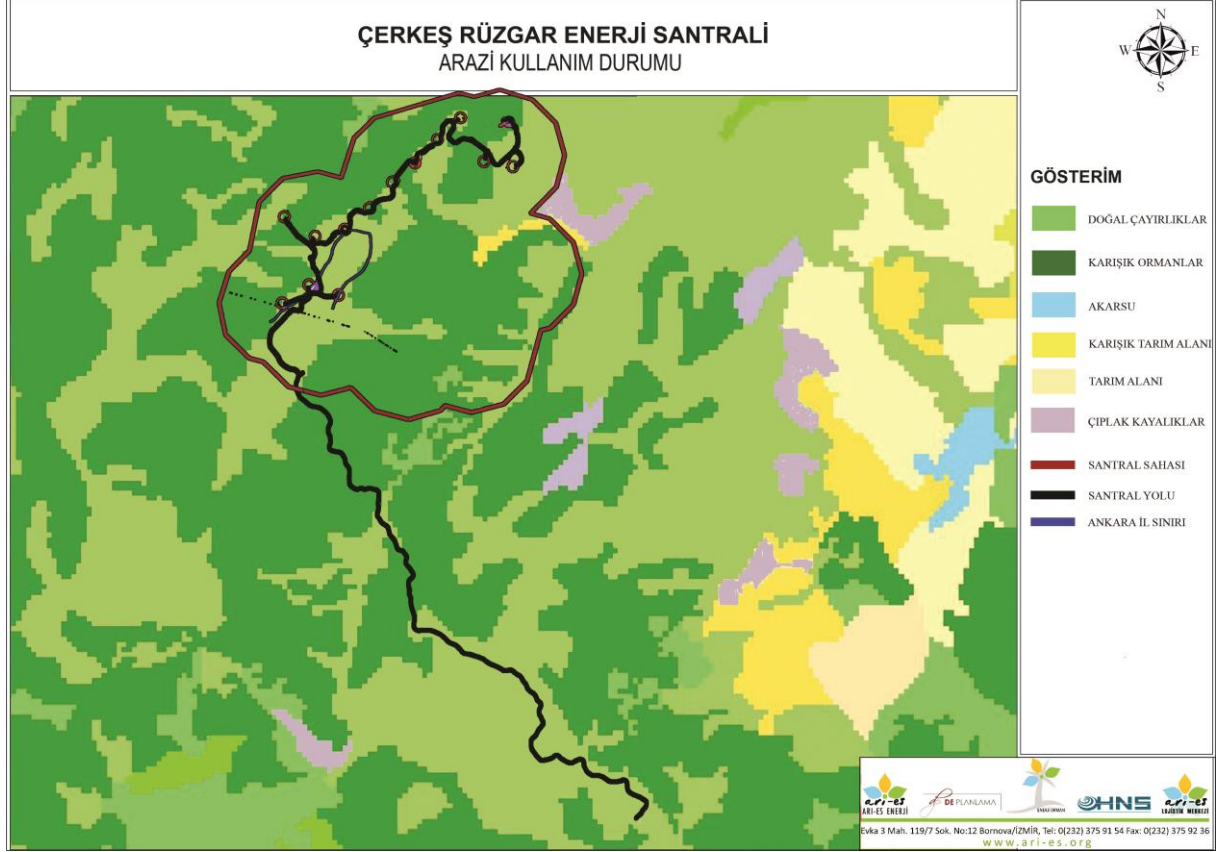 ÇERKEŞ RÜZGAR ENERJİ SANTRALİ
ARAZİ KULLANIM DURUMU
N
W E
S
GÖSTERİM
DOĞAL ÇAYIRLIKLAR
KARIŞIK ORMANLAR
AKARSU
KARIŞIK TARIM ALANI
TARIM ALANI
ÇIPLAK KAYALIKLAR
SANTRAL SAHASI
SANTRAL YOLU
ANKARA İL SINIRI
ari-es
ARI-ES ENERJİ
DE PLANLAMA
HNS
ari-es
LOJİSTİK MERKEZİ
Evka 3 Mah. 119/7 Sok. No:12 Bornova/İZMİR, Tel: 0(232) 375 91 54 Fax: 0(232) 375 92 36
www.ari-es.org